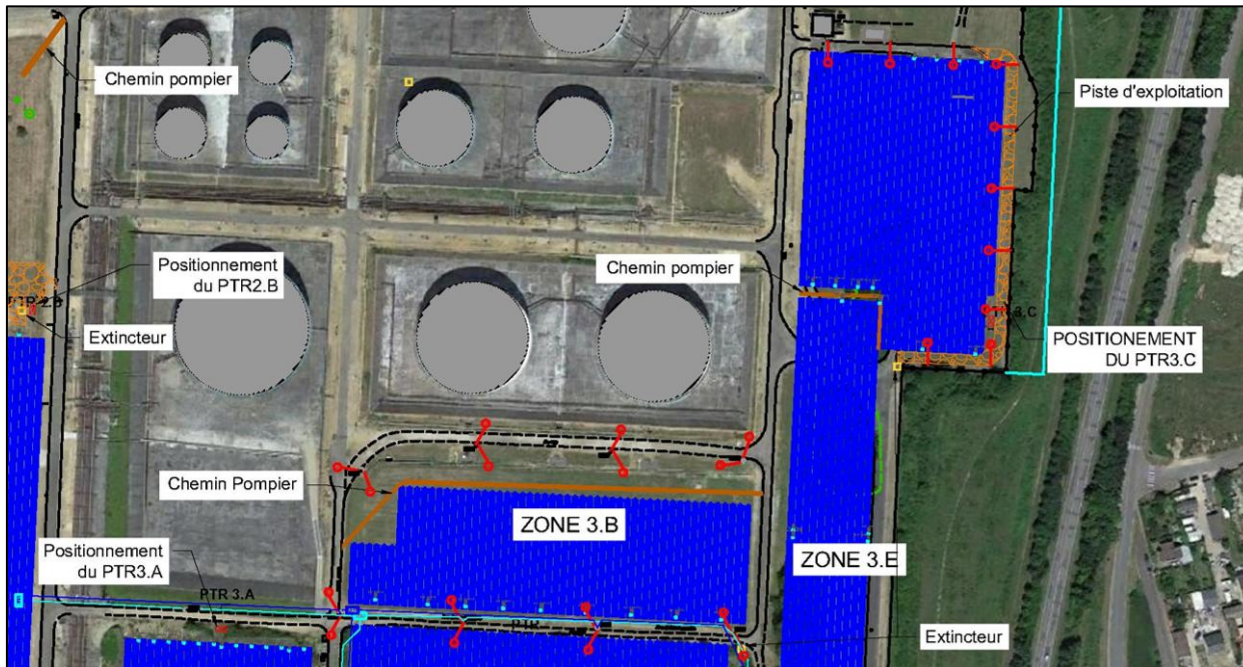 Chemin pompier
Piste d'exploitation
Positionnement
du PTR2.B
Chemin pompier
Extincteur
POSITIONEMENT
DU PTR3.C
Chemin Pompier
ZONE 3.B
Positionnement
du PTR3.A
ZONE 3.E
PTR 3.A
PTR
Extincteur